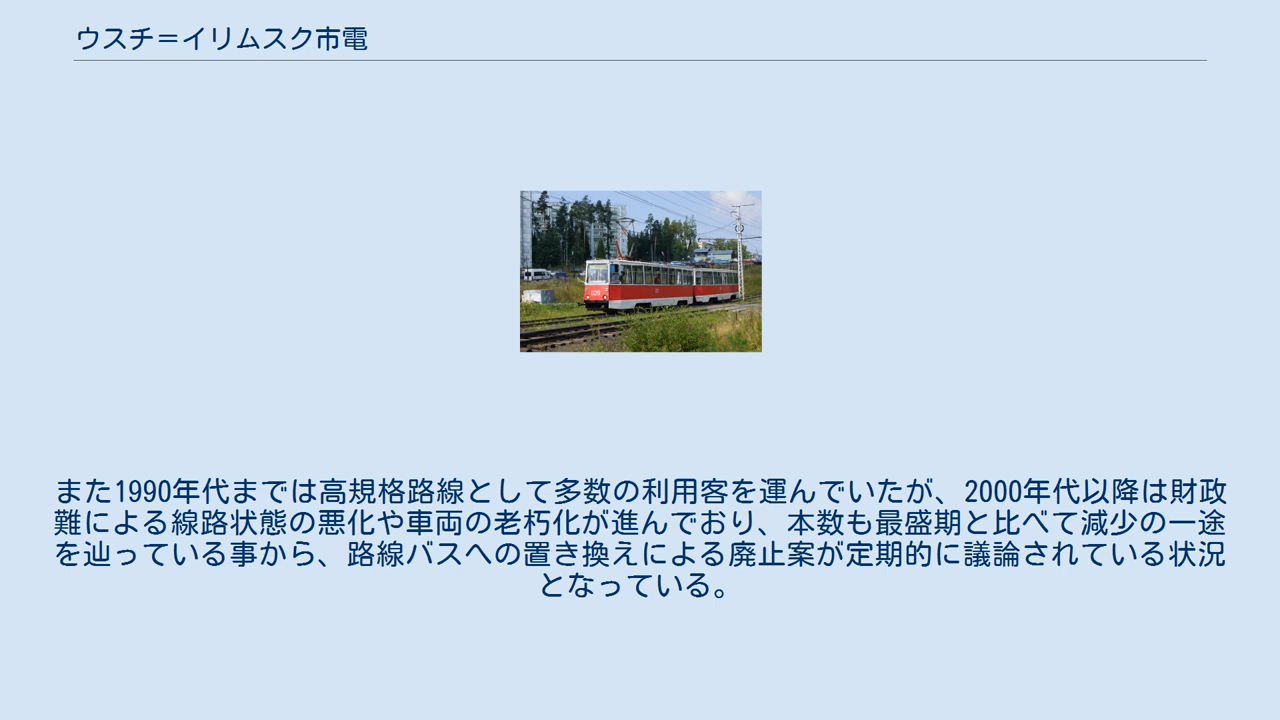 ウスチ＝イリムスク市電
また1990年代までは高規格路線として多数の利用客を運んでいたが、2000年代以降は財政
難による線路状態の悪化や車両の老朽化が進んでおり、本数も最盛期と比べて減少の一途
を辿っている事から、路線バスへの置き換えによる廃止案が定期的に議論されている状況
となっている。